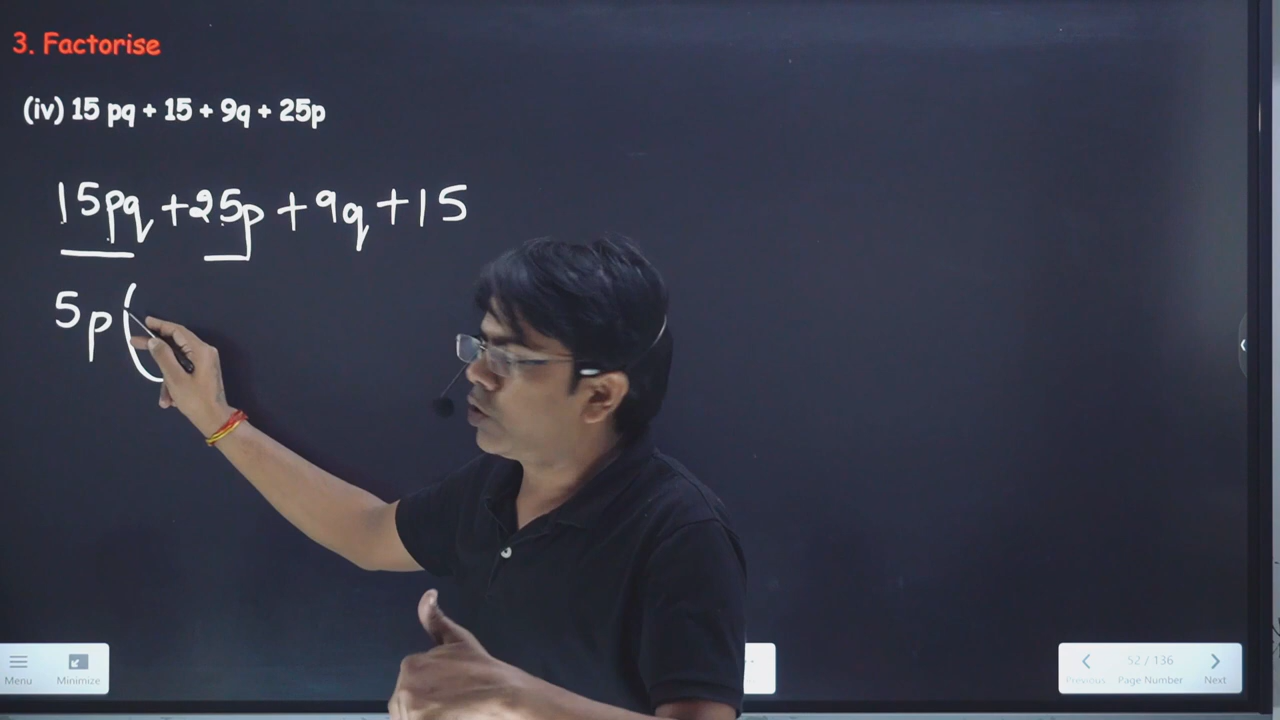 3. Factorise
(iv) 15 pq + 15 + 9q + 25p
15pq + 25p + 9q + 15
5p (
Menu
Minimize
52 / 136
Previous
Page Number
Next